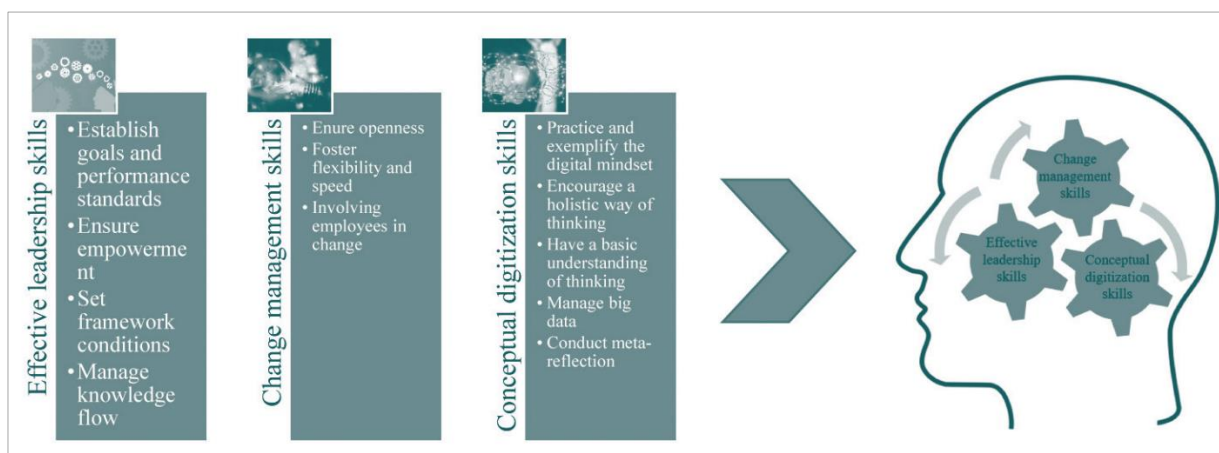 Effective leadership skills
• Establish
goals and
performance
standards
• Ensure
empowerme
nt
• Set
framework
conditions
• Manage
knowledge
flow
Change management skills
• Enure openness
• Foster
flexibility and
speed
• Involving
employees in
change
Conceptual digitization skills
• Practice and
exemplify the
digital mindset
• Encourage a
holistic way of
thinking
• Have a basic
understanding
of thinking
• Manage big
data
• Conduct meta-
reflection
Change
management
skills
Effective
leadership
skills
Conceptual
digitization
skills